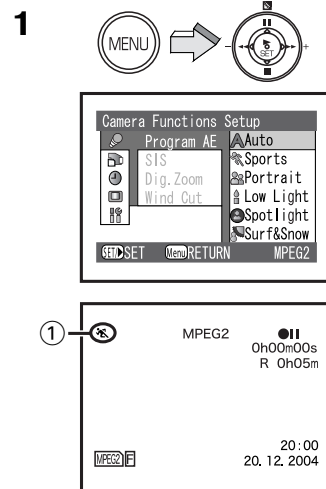 1
MENU
SET
- +
Camera Functions Setup
Program AE
SIS
Dig.Zoom
Wind Cut
Auto
Sports
Portrait
Low Light
Spotlight
Surf&Snow
SET/ SET Menu RETURN MPEG2
1 MPEG2
0h00m00s
R 0h05m
20:00
MPEG2 F 20. 12. 2004